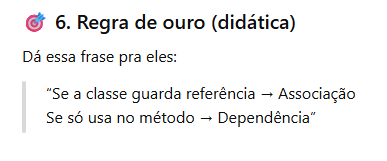 🎯 6. Regra de ouro (didática)
Dá essa frase pra eles:
“Se a classe guarda referência → Associação
Se só usa no método → Dependência”